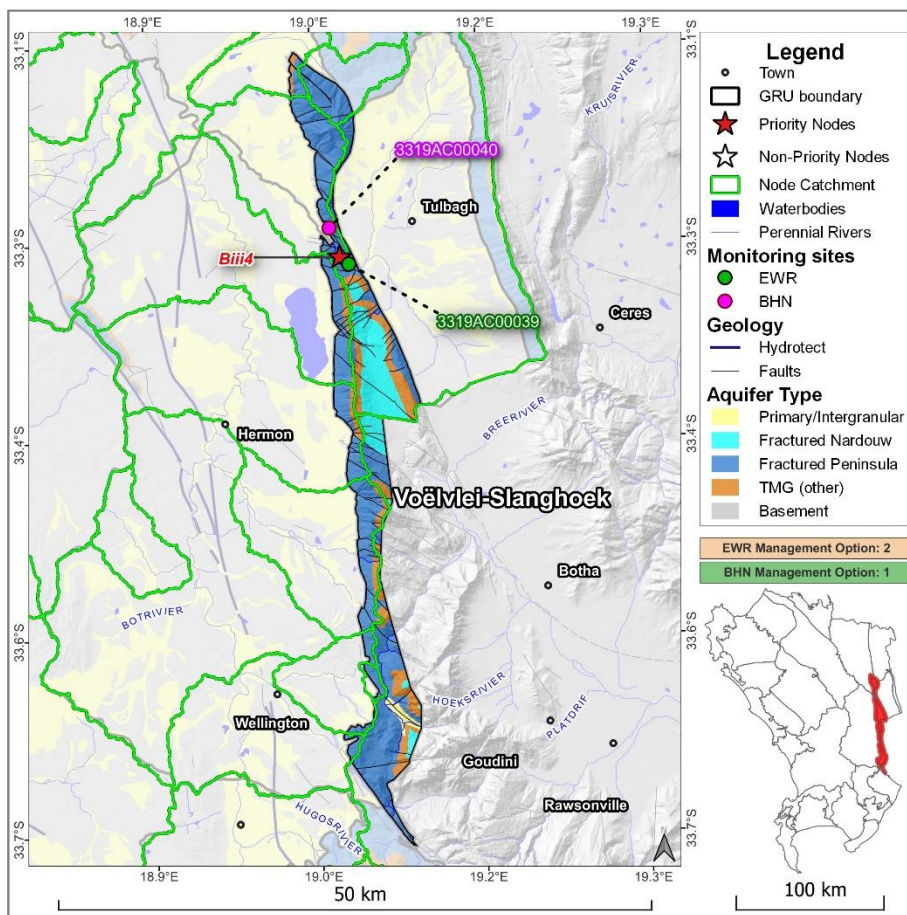 18.9°E
19.0°E
19.2°E
19.3°E
33.1°S
33.1°S
KRUISRIVIER
3319AC00040
Tulbagh
33.3°S
33.3°S
Biii4
3319AC00039
Ceres
BREERIVIER
33.4°S
33.4°S
Hermon
Voëlvlei-Slanghoek
Botha
BOTRIVIER
33.6°S
33.6°S
HOEKSRIVIER
PLATDRIF
Wellington
Goudini
Rawsonville
HUGOSRIVIER
33.7°S
33.7°S
18.9°E
19.0°E
19.2°E
19.3°E
50 km
Legend
Town
GRU boundary
Priority Nodes
Non-Priority Nodes
Node Catchment
Waterbodies
Perennial Rivers
Monitoring sites
EWR
BHN
Geology
Hydrotect
Faults
Aquifer Type
Primary/Intergranular
Fractured Nardouw
Fractured Peninsula
TMG (other)
Basement
EWR Management Option: 2
BHN Management Option: 1
100 km